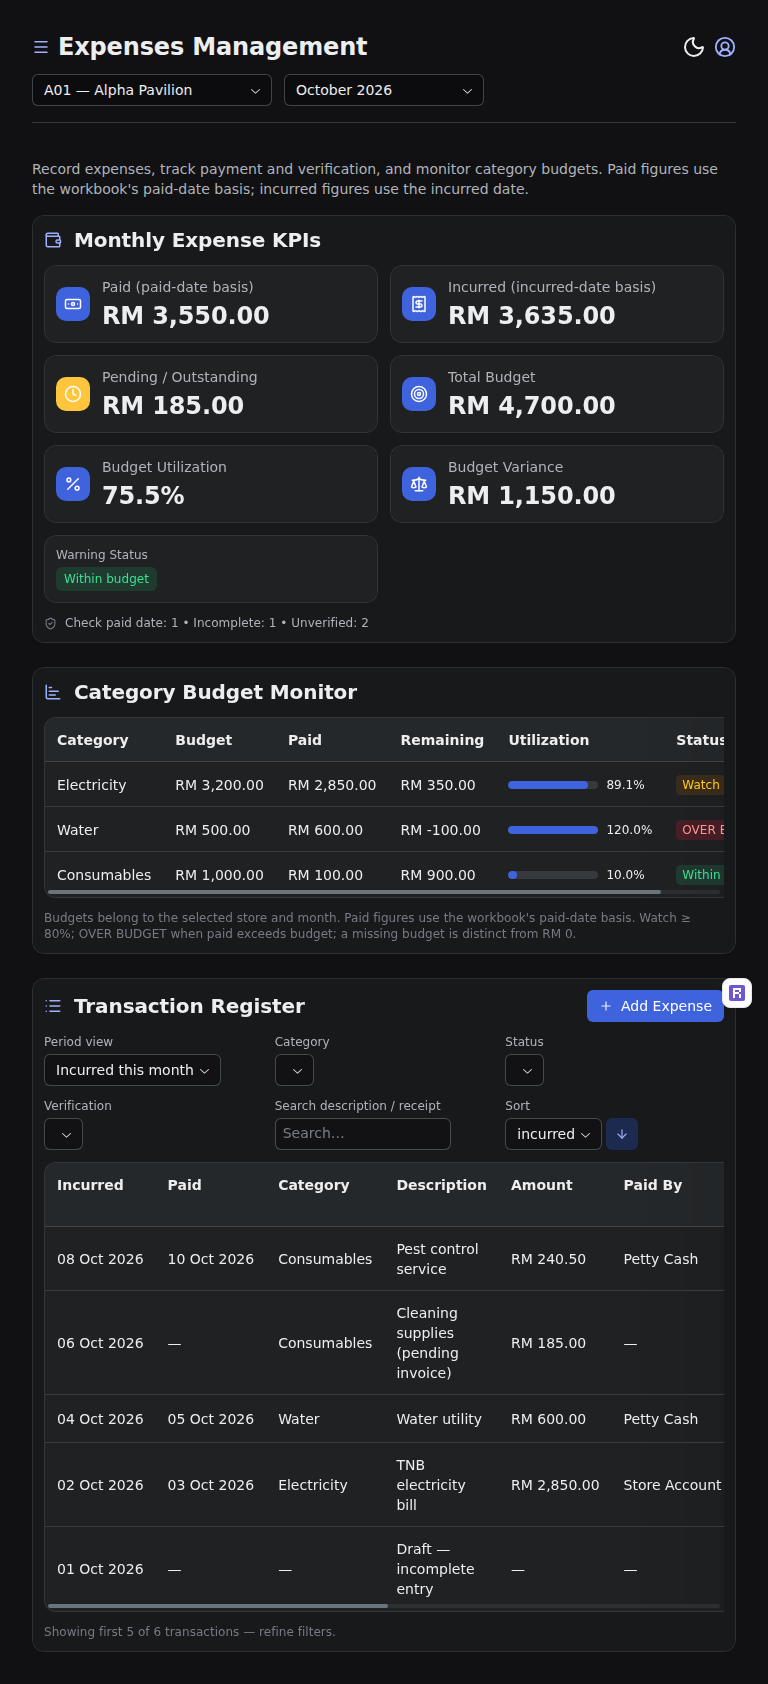 Expenses Management
A01 — Alpha Pavilion
October 2026
Record expenses, track payment and verification, and monitor category budgets. Paid figures use
the workbook's paid-date basis; incurred figures use the incurred date.
Monthly Expense KPIs
Paid (paid-date basis)
RM 3,550.00
Incurred (incurred-date basis)
RM 3,635.00
Pending / Outstanding
RM 185.00
Total Budget
RM 4,700.00
Budget Utilization
75.5%
Budget Variance
RM 1,150.00
Warning Status
Within budget
Check paid date: 1 • Incomplete: 1 • Unverified: 2
Category Budget Monitor
Category Budget Paid Remaining Utilization Status
Electricity RM 3,200.00 RM 2,850.00 RM 350.00 89.1% Watch
Water RM 500.00 RM 600.00 RM -100.00 120.0% OVER
Consumables RM 1,000.00 RM 100.00 RM 900.00 10.0% Within
Budgets belong to the selected store and month. Paid figures use the workbook's paid-date basis. Watch ≥
80%; OVER BUDGET when paid exceeds budget; a missing budget is distinct from RM 0.
Transaction Register
Add Expense
Period view
Category
Status
Incurred this month
Verification
Search description / receipt
Sort
Search...
incurred
Incurred Paid Category Description Amount Paid By
08 Oct 2026 10 Oct 2026 Consumables Pest control
service RM 240.50 Petty Cash
06 Oct 2026 — Consumables Cleaning
supplies
(pending
invoice) RM 185.00 —
04 Oct 2026 05 Oct 2026 Water Water utility RM 600.00 Petty Cash
02 Oct 2026 03 Oct 2026 Electricity TNB
electricity
bill RM 2,850.00 Store Account
01 Oct 2026 — — Draft —
incomplete
entry — —
Showing first 5 of 6 transactions — refine filters.